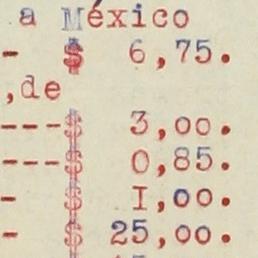 a México
- $ 6,75.
,de
---$ 3,00.
---$ 0,85.
- $ I,00.
- $ 25,00.